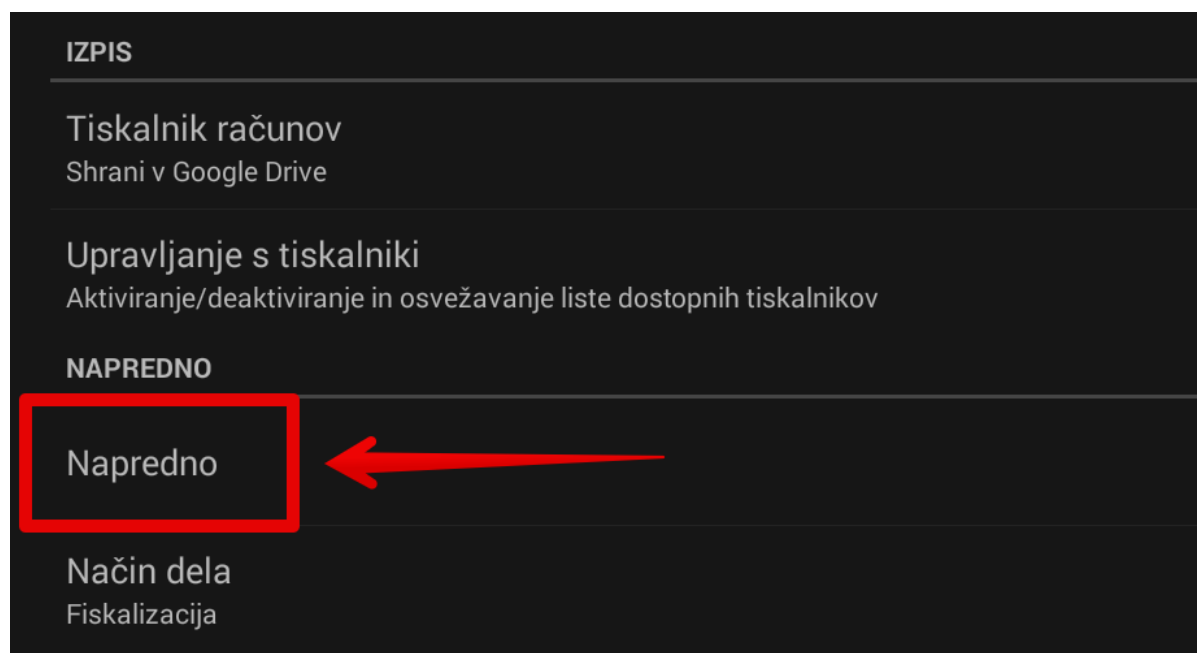 IZPIS
Tiskalnik računov
Shrani v Google Drive
Upravljanje s tiskalniki
Aktiviranje/deaktiviranje in osvežavanje liste dostopnih tiskalnikov
NAPREDNO
Napredno
Način dela
Fiskalizacija